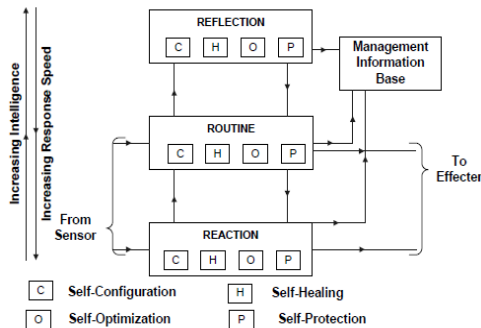 REFLECTION
C H O P
Management
Information
Base
Increasing Intelligence
Increasing Response Speed
ROUTINE
C H O P
To
Effecter
From
Sensor
REACTION
C H O P
C Self-Configuration
H Self-Healing
O Self-Optimization
P Self-Protection